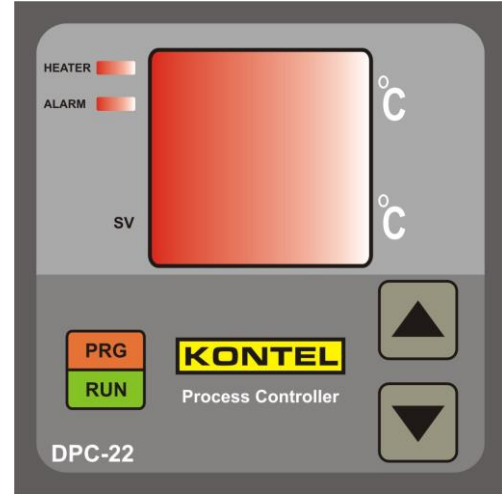 HEATER
°C
ALARM
SV
°C
PRG
RUN
KONTEL
Process Controller
DPC-22